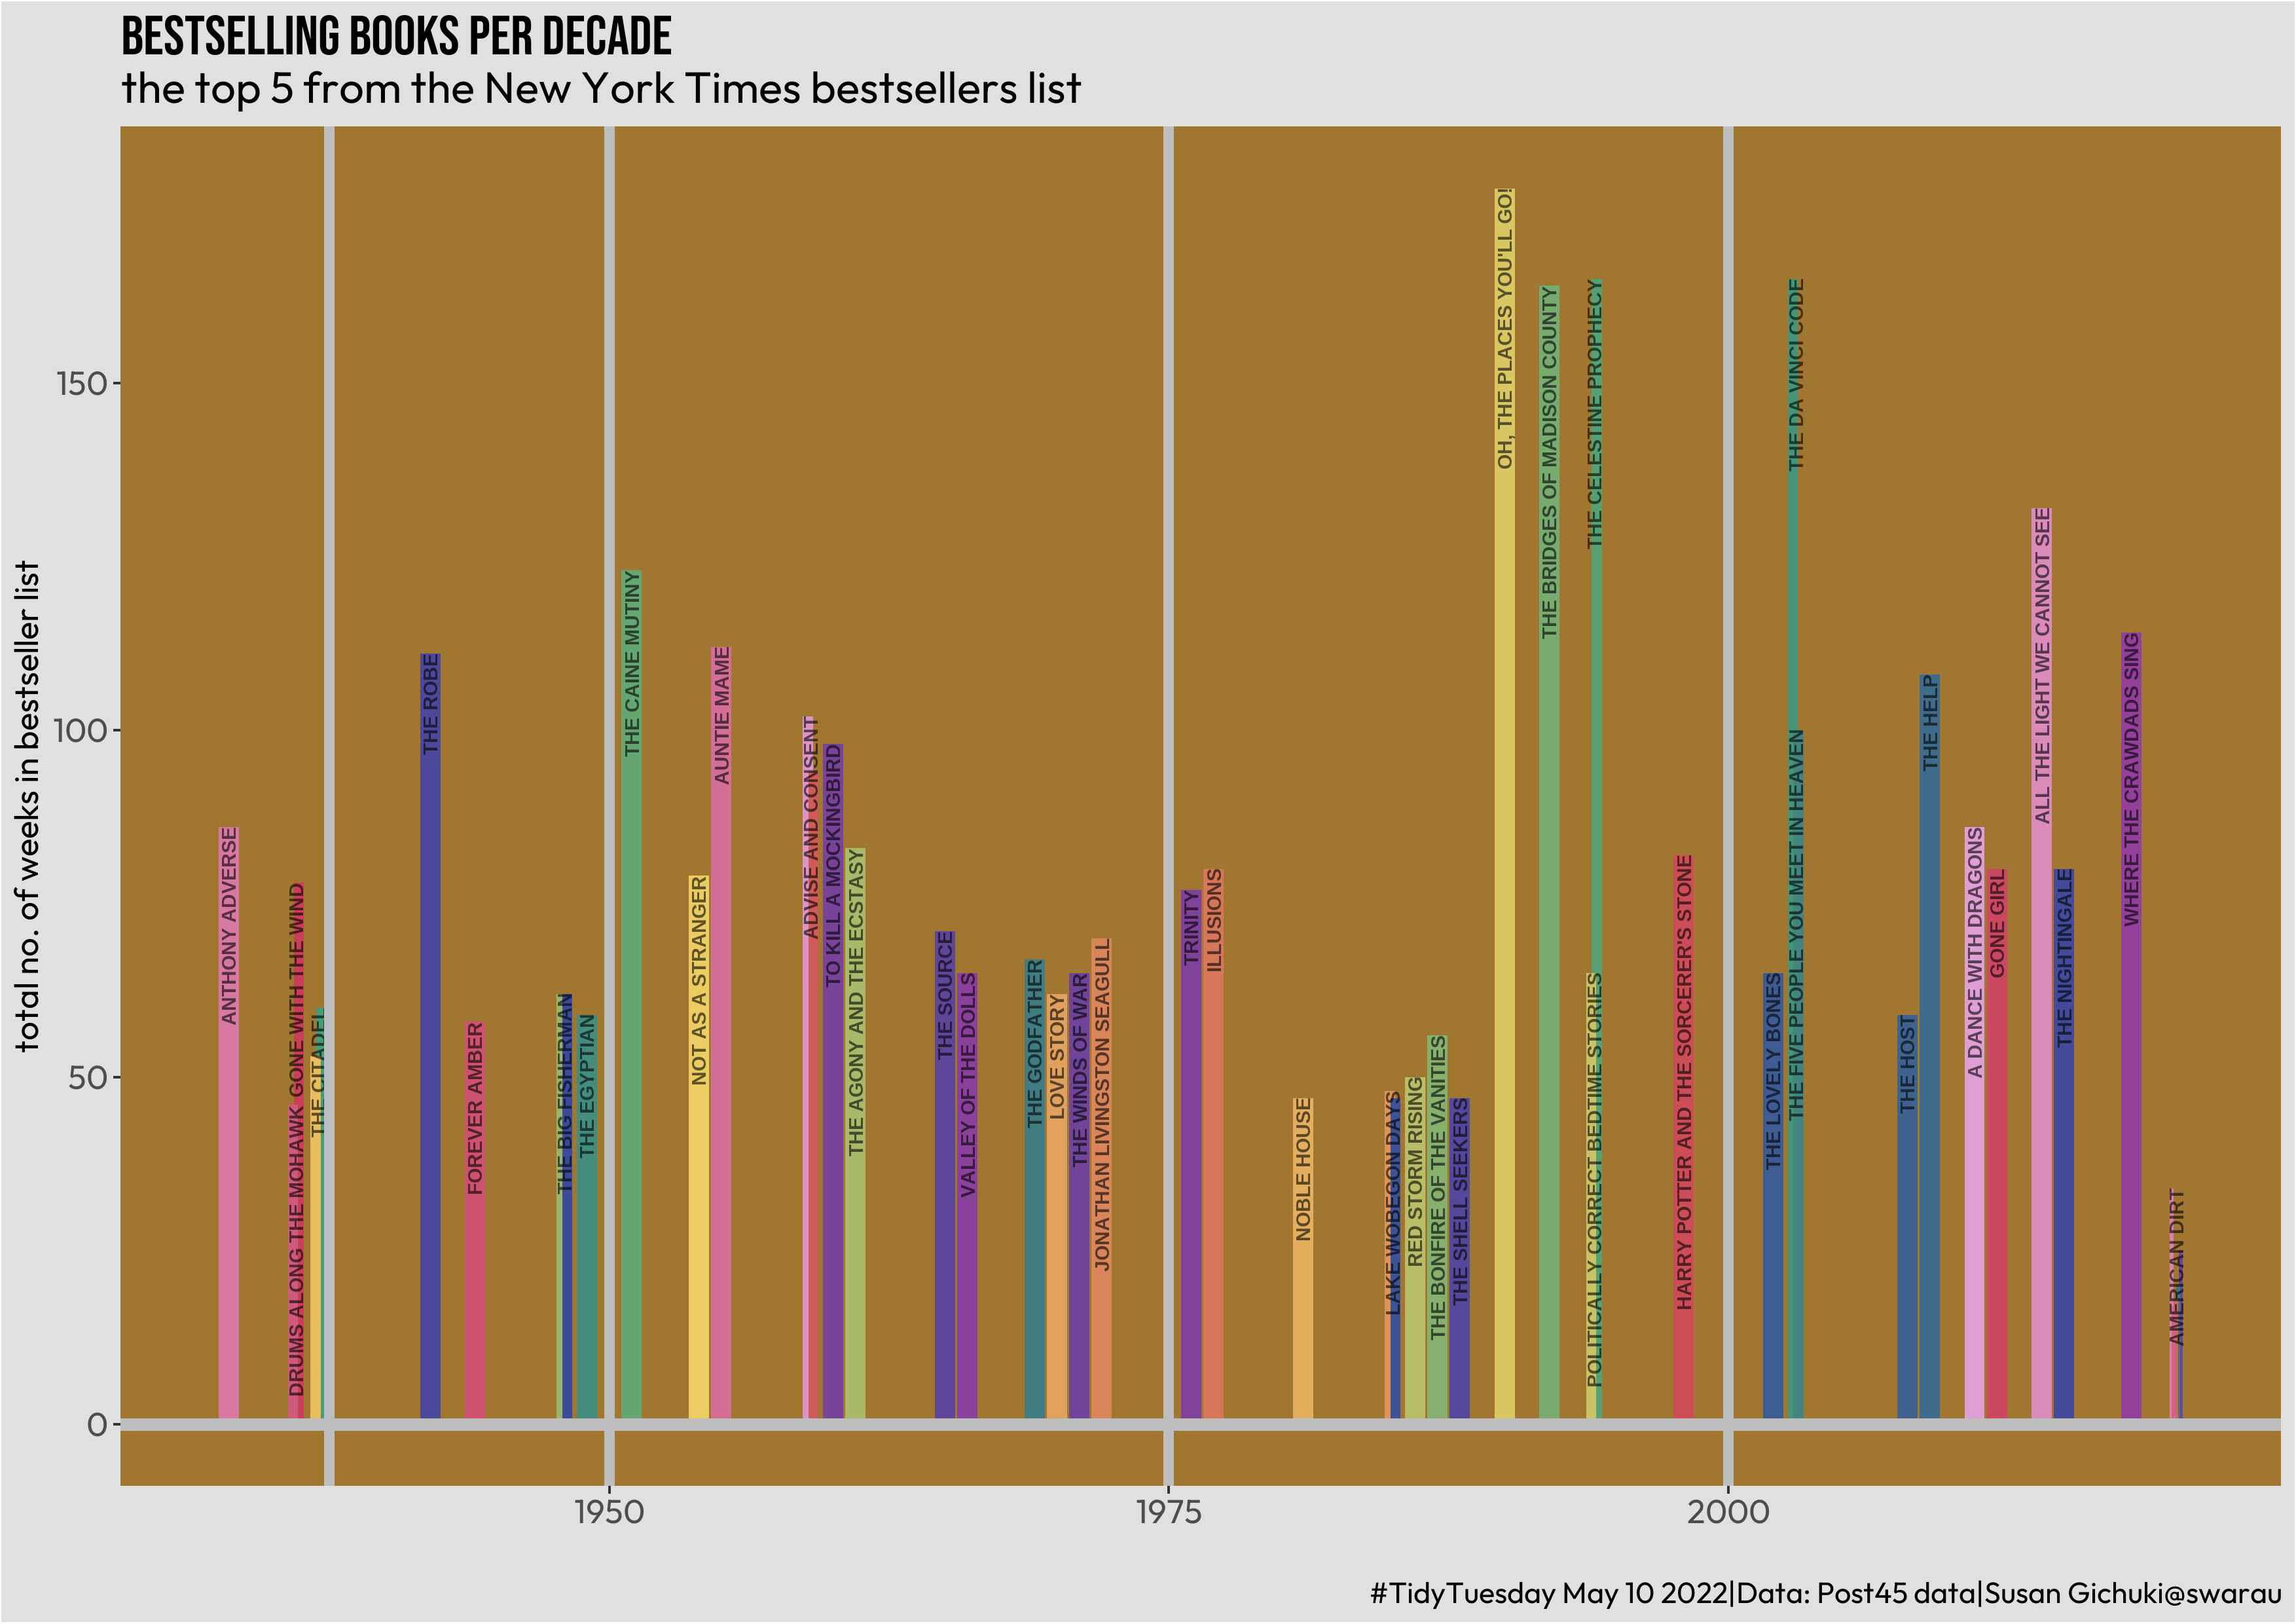 BESTSELLING BOOKS PER DECADE
the top 5 from the New York Times bestsellers list
total no. of weeks in bestseller list
150
100
50
0
ANTHONY ADVERSE
DRUMS ALONG THE MOHAWK
GONE WITH THE WIND
THE CITADEL
THE ROBE
FOREVER AMBER
THE BIG FISHERMAN
THE EGYPTIAN
THE CAINE MUTINY
NOT AS A STRANGER
AUNTIE MAME
ADVISE AND CONSENT
TO KILL A MOCKINGBIRD
THE AGONY AND THE ECSTASY
THE SOURCE
VALLEY OF THE DOLLS
THE GODFATHER
LOVE STORY
THE WINDS OF WAR
JONATHAN LIVINGSTON SEAGULL
TRINITY
ILLUSIONS
NOBLE HOUSE
LAKE WOBEGON DAYS
RED STORM RISING
THE BONFIRE OF THE VANITIES
THE SHELL SEEKERS
OH, THE PLACES YOU'LL GO!
THE BRIDGES OF MADISON COUNTY
THE CELESTINE PROPHECY
POLITICALLY CORRECT BEDTIME STORIES
HARRY POTTER AND THE SORCERER'S STONE
THE LOVELY BONES
THE DA VINCI CODE
THE FIVE PEOPLE YOU MEET IN HEAVEN
THE HOST
THE HELP
A DANCE WITH DRAGONS
GONE GIRL
ALL THE LIGHT WE CANNOT SEE
THE NIGHTINGALE
WHERE THE CRAWDADS SING
AMERICAN DIRT
1950
1975
2000
#TidyTuesday May 10 2022|Data: Post45 data|Susan Gichuki@swarau